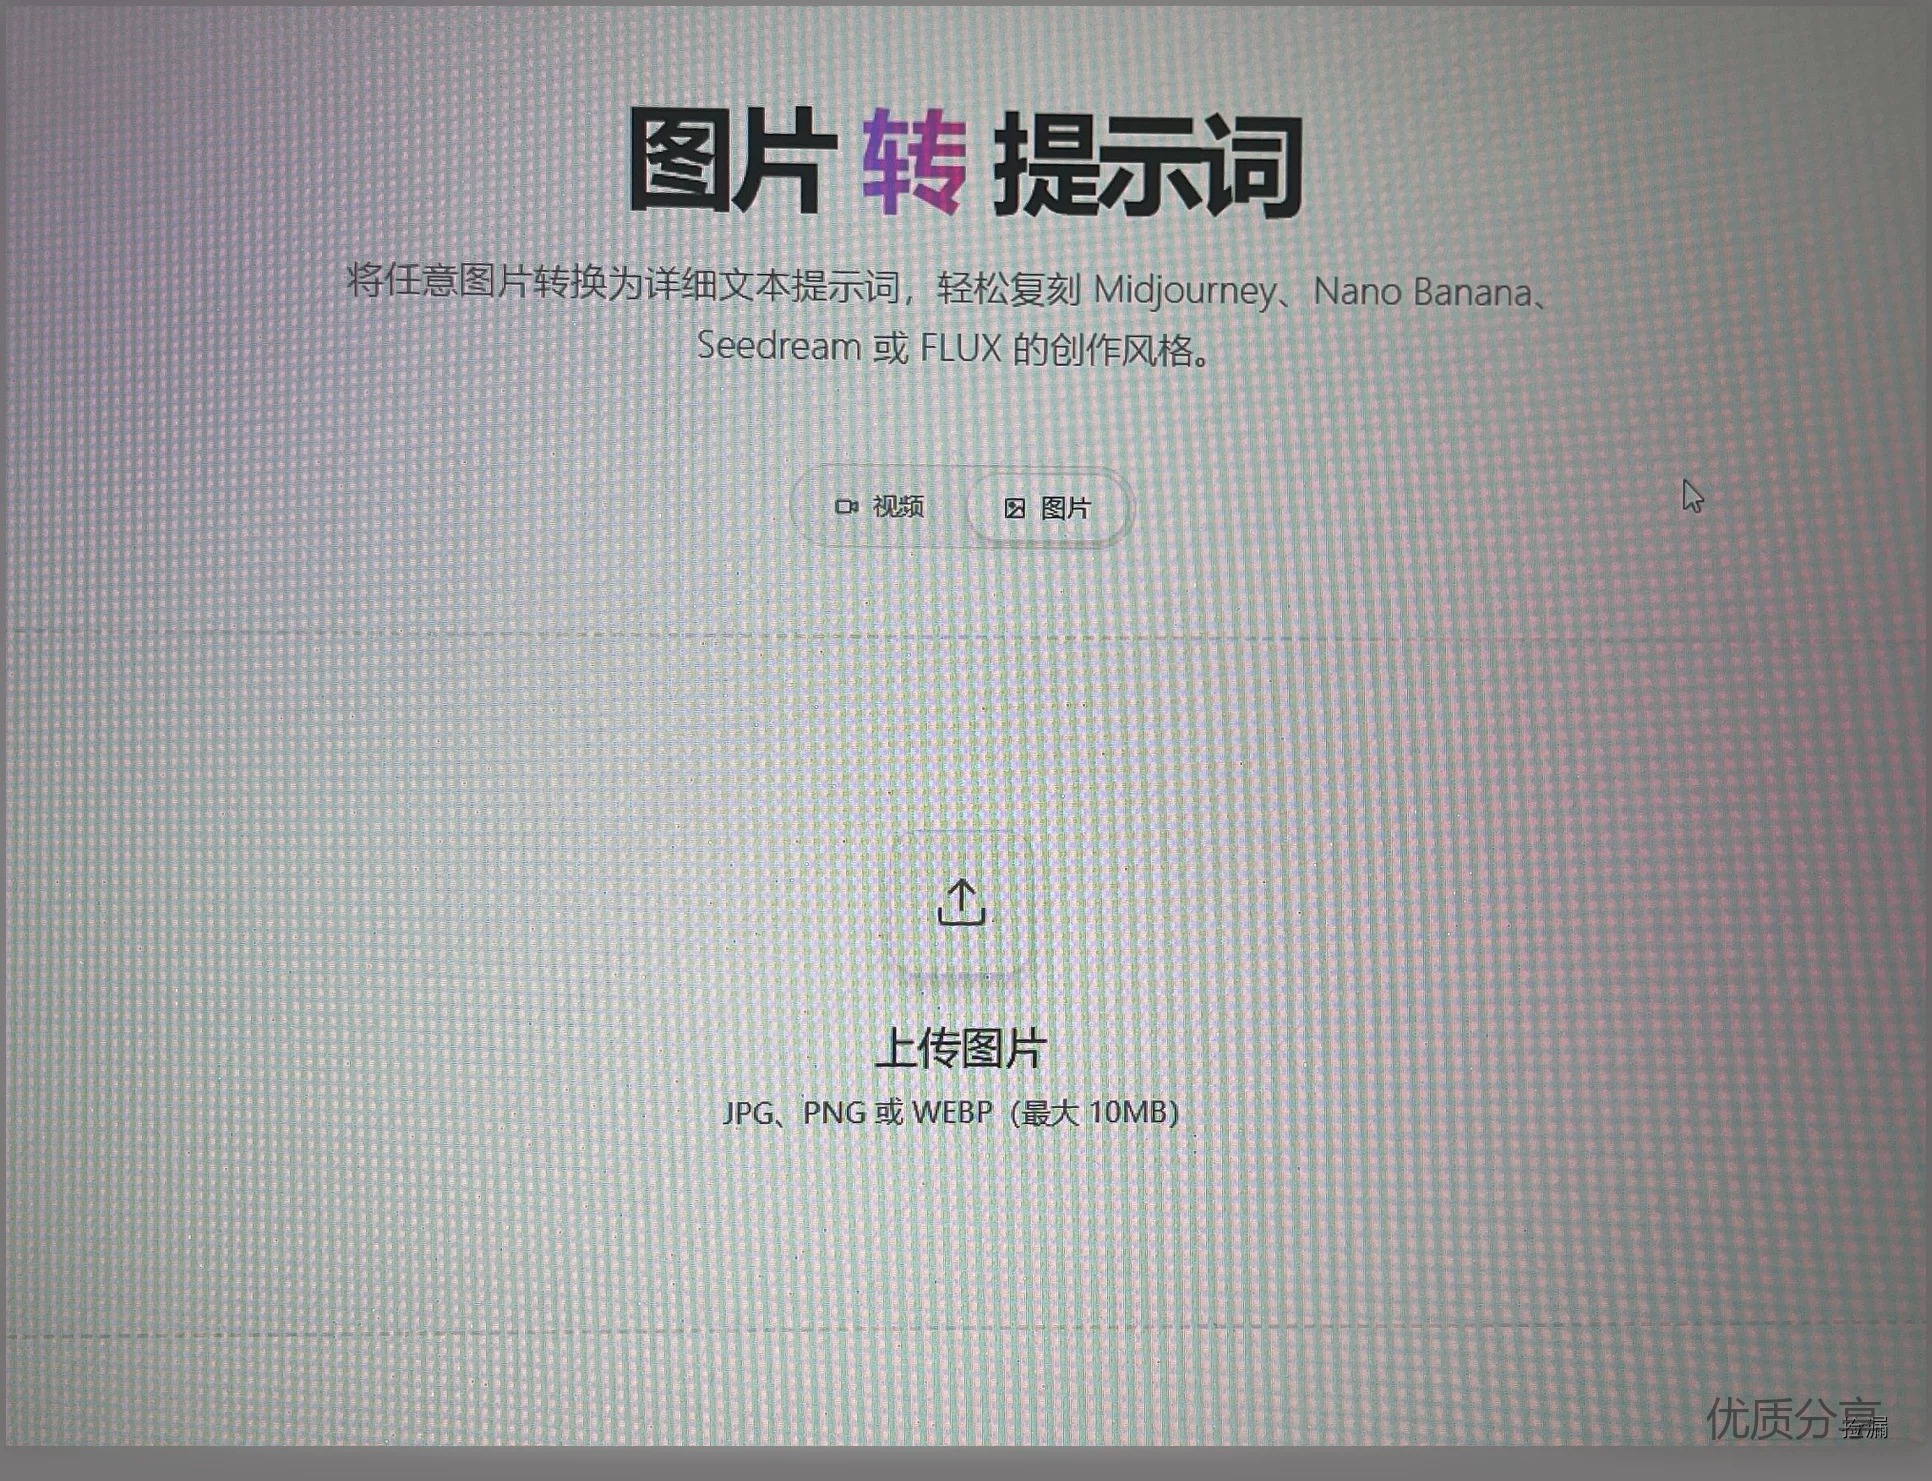 图片 转 提示词
将任意图片转换为详细文本提示词，轻松复刻 Midjourney、Nano Banana、
Seedream 或 FLUX 的创作风格。
视频 图片
上传图片
JPG、PNG 或 WEBP（最大 10MB）
优质分享
捡漏